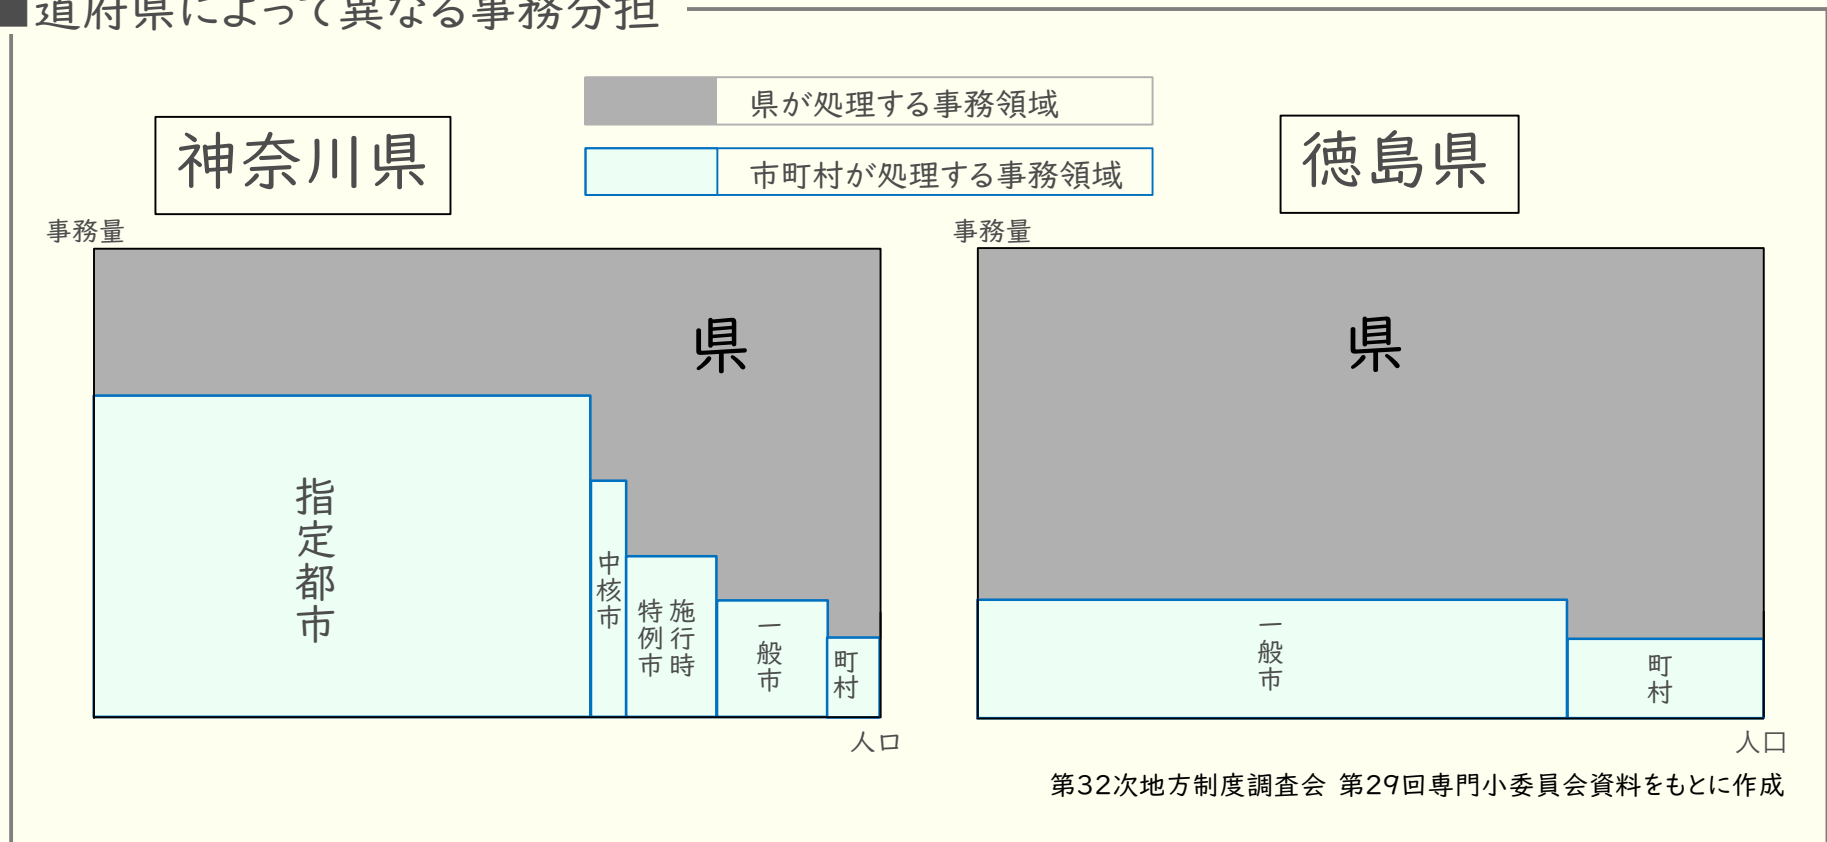 ■道府県によって異なる事務分担
県が処理する事務領域
市町村が処理する事務領域
神奈川県
徳島県
事務量
県
指定都市
中核市
施行時
特例市
一般市
町村
人口
事務量
県
一般市
町村
人口
第32次地方制度調査会 第29回専門小委員会資料をもとに作成